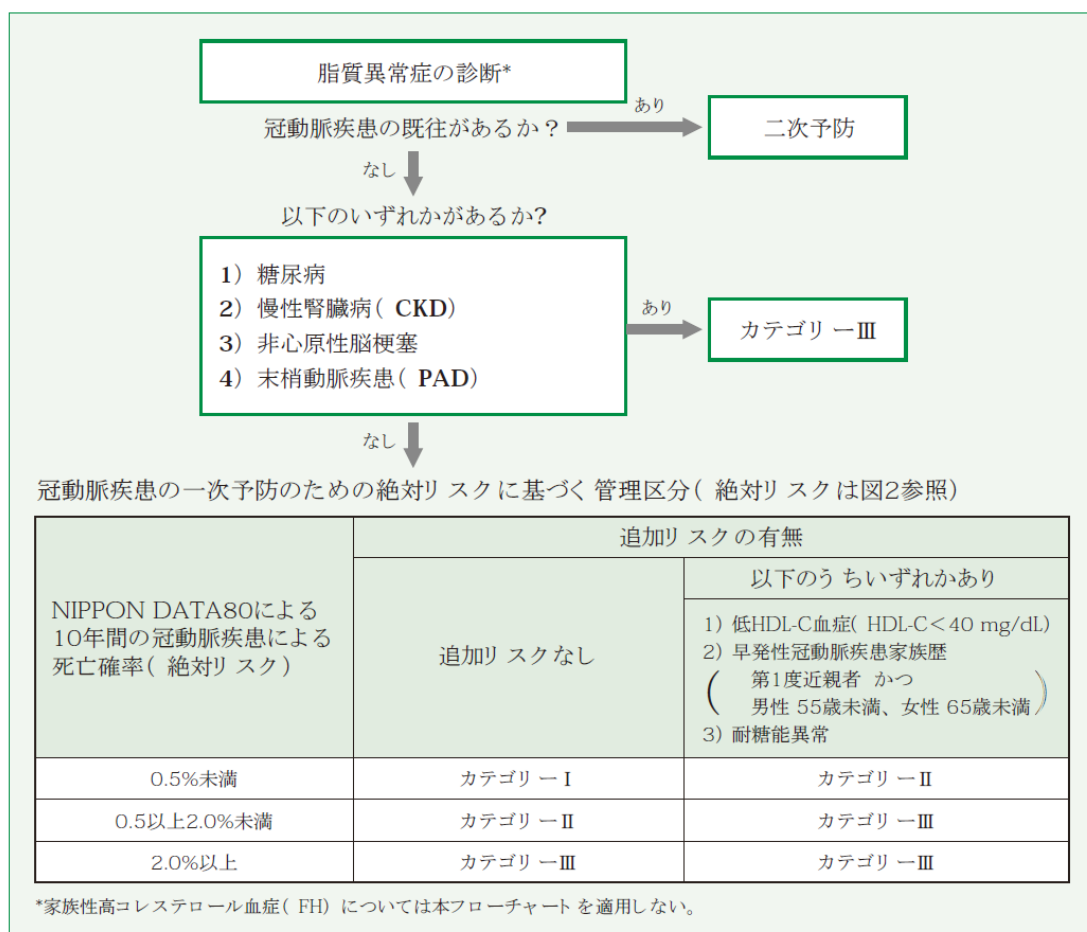 脂質異常症の診断*
冠動脈疾患の既往があるか?
あり
二次予防
なし
以下のいずれかがあるか?
1) 糖尿病
2) 慢性腎臓病( CKD)
3) 非心原性脳梗塞
4) 末梢動脈疾患( PAD)
あり
カテゴリーⅢ
なし
冠動脈疾患の一次予防のための絶対リスクに基づく管理区分( 絶対リスクは図2参照)
NIPPON DATA80による
10年間の冠動脈疾患による
死亡確率( 絶対リスク)
追加リスクの有無
追加リスクなし
以下のうちいずれかあり
1) 低HDL-C血症( HDL-C<40 mg/dL)
2) 早発性冠動脈疾患家族歴
( 第1度近親者 かつ
男性 55歳未満、女性 65歳未満 )
3) 耐糖能異常
0.5%未満 カテゴリーⅠ カテゴリーⅡ
0.5以上2.0%未満 カテゴリーⅡ カテゴリーⅢ
2.0%以上 カテゴリーⅢ カテゴリーⅢ
*家族性高コレステロール血症( FH) については本フローチャートを適用しない。